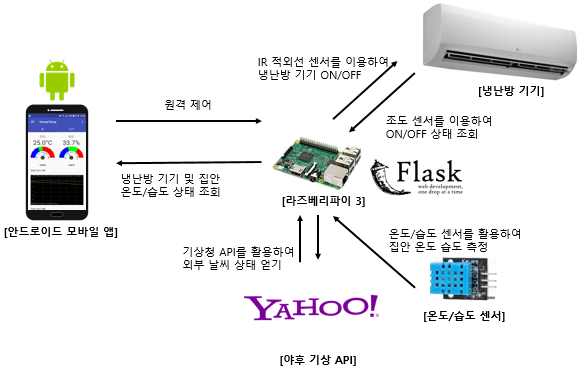 IR 적외선 센서를 이용하여
냉난방 기기 ON/OFF
[냉난방 기기]
원격 제어
조도 센서를 이용하여
ON/OFF 상태 조회
25.0°C
33.7%
냉난방 기기 및 집안
온도/습도 상태 조회
Flask
web development,
one drop at a time
[라즈베리파이 3]
[안드로이드 모바일 앱]
기상청 API를 활용하여
외부 날씨 상태 얻기
온도/습도 센서를 활용하여
집안 온도 습도 측정
YAHOO!
[온도/습도 센서]
[야후 기상 API]